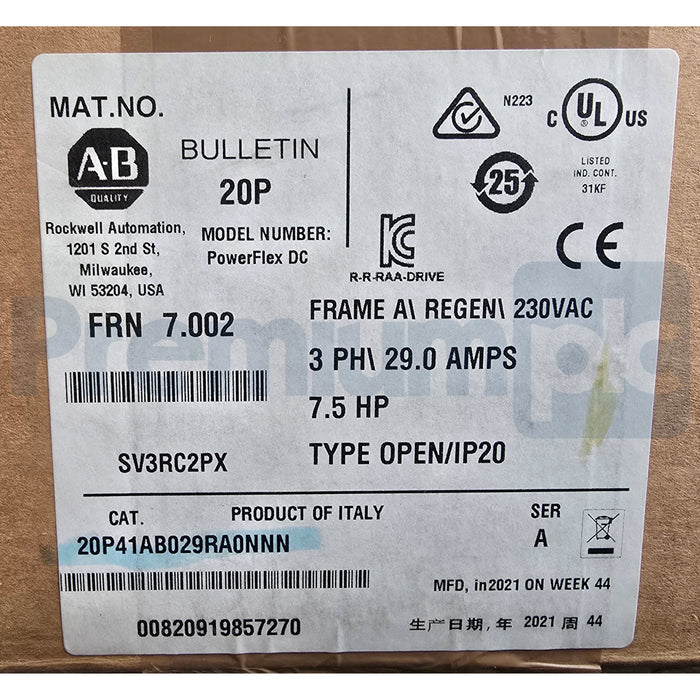 MAT.NO.
A-B
QUALITY
BULLETIN
20P
Rockwell Automation,
1201 S 2nd St,
Milwaukee,
WI 53204, USA
MODEL NUMBER:
PowerFlex DC
N223
C UL US
LISTED
IND. CONT.
31KF
25
R-R-RAA-DRIVE
CE
FRN 7.002
FRAME A\ REGEN\ 230VAC
3 PH\ 29.0 AMPS
7.5 HP
TYPE OPEN/IP20
SV3RC2PX
CAT.
PRODUCT OF ITALY
SER
20P41AB029RA0NNN
A
MFD, in2021 ON WEEK 44
00820919857270
生产日期, 年 2021 周 44
Premium plc